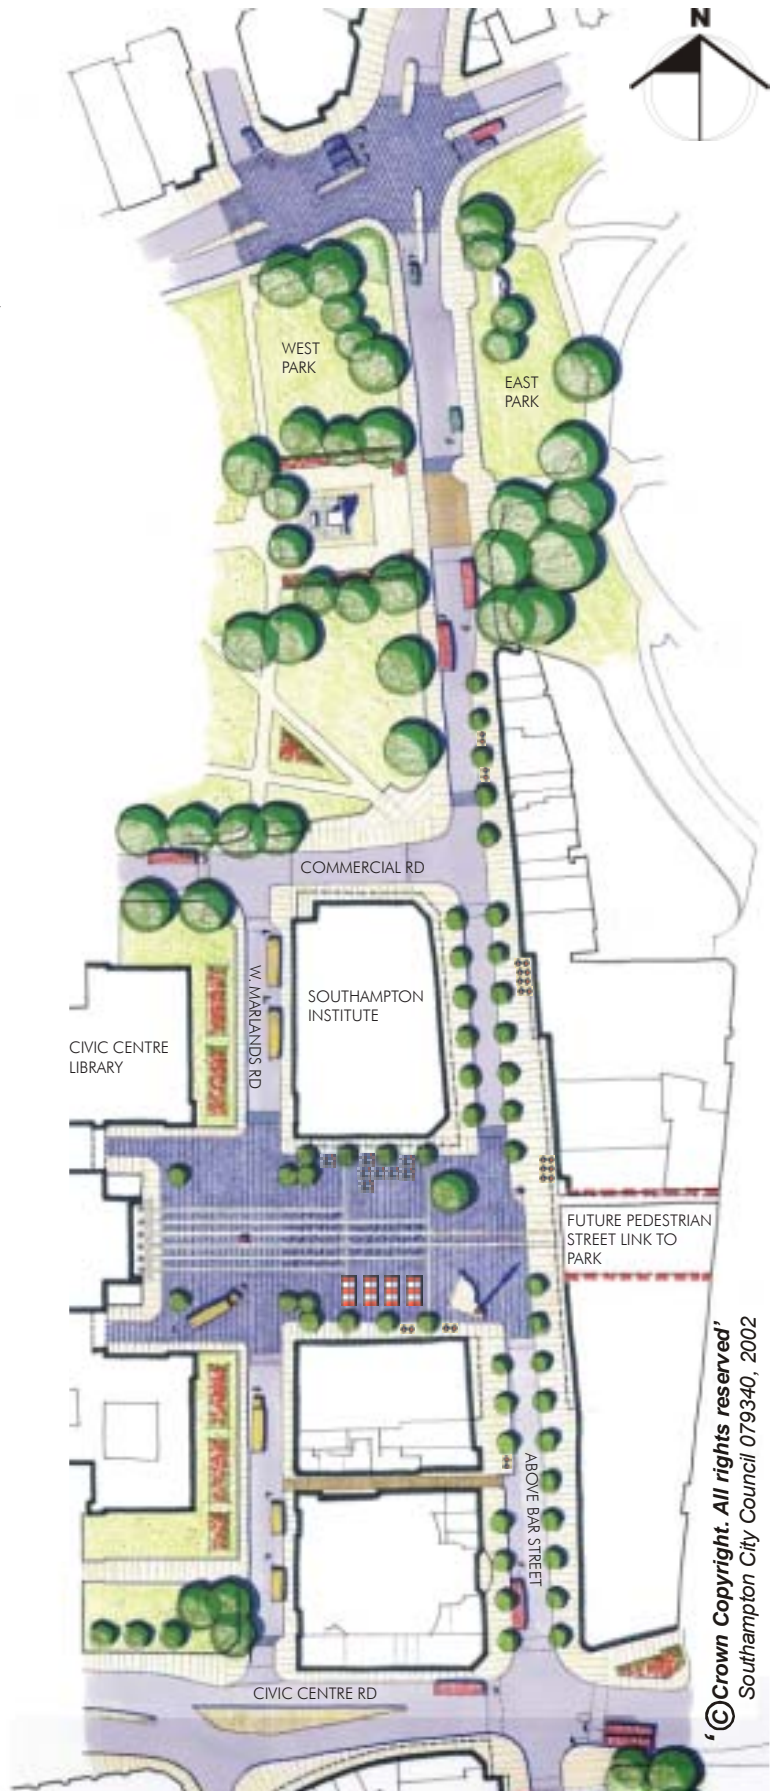 N
WEST
PARK
EAST
PARK
COMMERCIAL RD
W. MARLANDS RD
SOUTHAMPTON
INSTITUTE
CIVIC CENTRE
LIBRARY
FUTURE PEDESTRIAN
STREET LINK TO
PARK
ABOVE BAR STREET
CIVIC CENTRE RD
'©Crown Copyright. All rights reserved'
Southampton City Council 079340, 2002